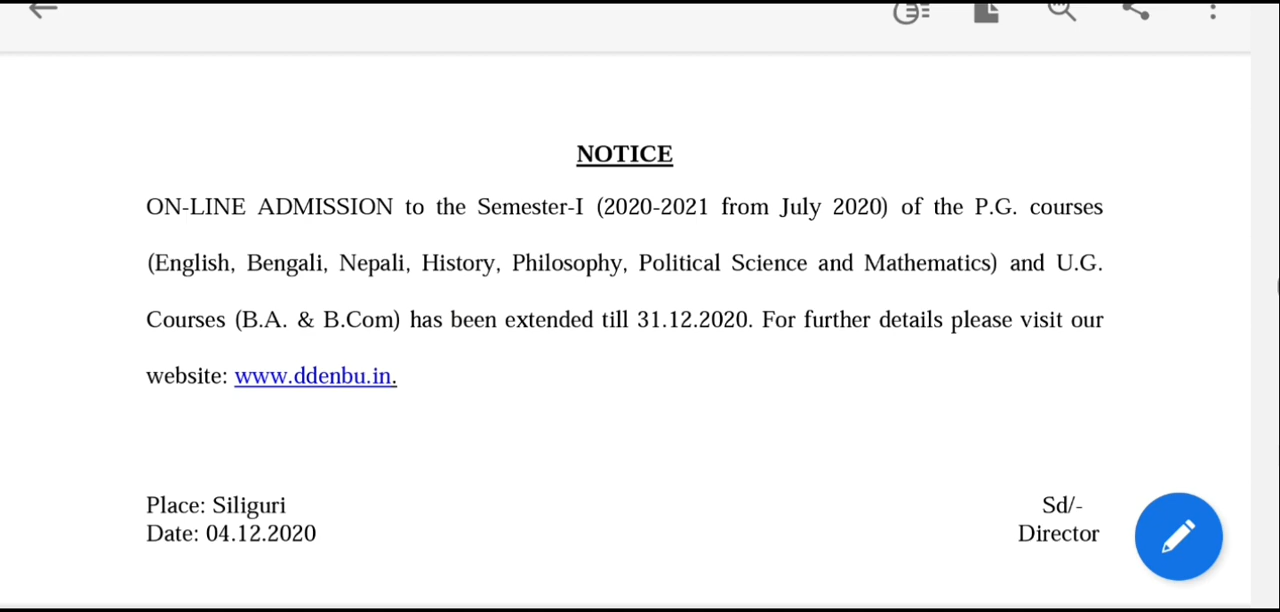 NOTICE
ON-LINE ADMISSION to the Semester-I (2020-2021 from July 2020) of the P.G. courses
(English, Bengali, Nepali, History, Philosophy, Political Science and Mathematics) and U.G.
Courses (B.A. & B.Com) has been extended till 31.12.2020. For further details please visit our
website: www.ddenbu.in.
Place: Siliguri
Sd/-
Date: 04.12.2020
Director